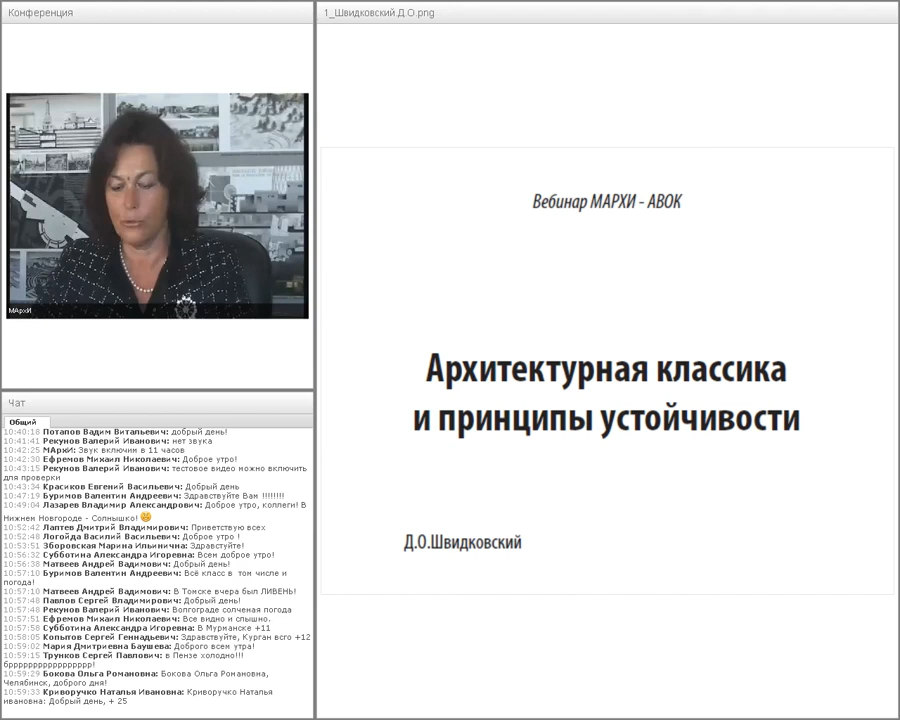 Конференция
1_Швидковский.Д.О.png
МАрхИ
Вебинар МАРХИ - АВОК
Архитектурная классика
и принципы устойчивости
Д.О.Швидковский
Чат
Общий
10:40:18 Потапов Вадим Витальевич: добрый день!
10:41:41 Рекунов Валерий Иванович: нет звука
10:42:25 МАрхИ: Звук включим в 11 часов
10:42:30 Ефремов Михаил Николаевич: Доброе утро!
10:43:15 Рекунов Валерий Иванович: тестовое видео можно включить
для проверки
10:43:34 Красиков Евгений Васильевич: Добрый день
10:47:19 Буримов Валентин Андреевич: Здравствуйте Вам !!!!!!!!
10:49:04 Лазарев Владимир Александрович: Доброе утро, коллеги! В
Нижнем Новгороде - Солнышко!
10:52:42 Лаптев Дмитрий Владимирович: Приветствую всех
10:52:48 Логойда Василий Васильевич: Доброе утро !
10:53:51 Зборовская Марина Ильинична: Здравстуйте!
10:56:32 Субботина Александра Игоревна: Всем доброе утро!
10:56:38 Матвеев Андрей Вадимович: Добрый день!
10:57:10 Буримов Валентин Андреевич: Всё класс в том числе и
погода!
10:57:10 Матвеев Андрей Вадимович: В Томске вчера был ЛИВЕНЬ!
10:57:48 Павлов Сергей Владимирович: Добрый день!
10:57:48 Рекунов Валерий Иванович: Волгограде солченая погода
10:57:51 Ефремов Михаил Николаевич: Все видно и слышно.
10:57:58 Субботина Александра Игоревна: В Мурманске +11
10:58:05 Копытов Сергей Геннадьевич: Здравствуйте, Курган всго +12
10:59:02 Мария Дмитриевна Баушева: Доброго всем утра!
10:59:15 Трунков Сергей Павлович: в Пензе холодно!!!
бррррррррррррррррр!
10:59:29 Бокова Ольга Романовна: Бокова Ольга Романовна,
Челябинск, доброго дня!
10:59:33 Криворучко Наталья Ивановна: Криворучко Наталья
ивановна: Добрый день, + 25